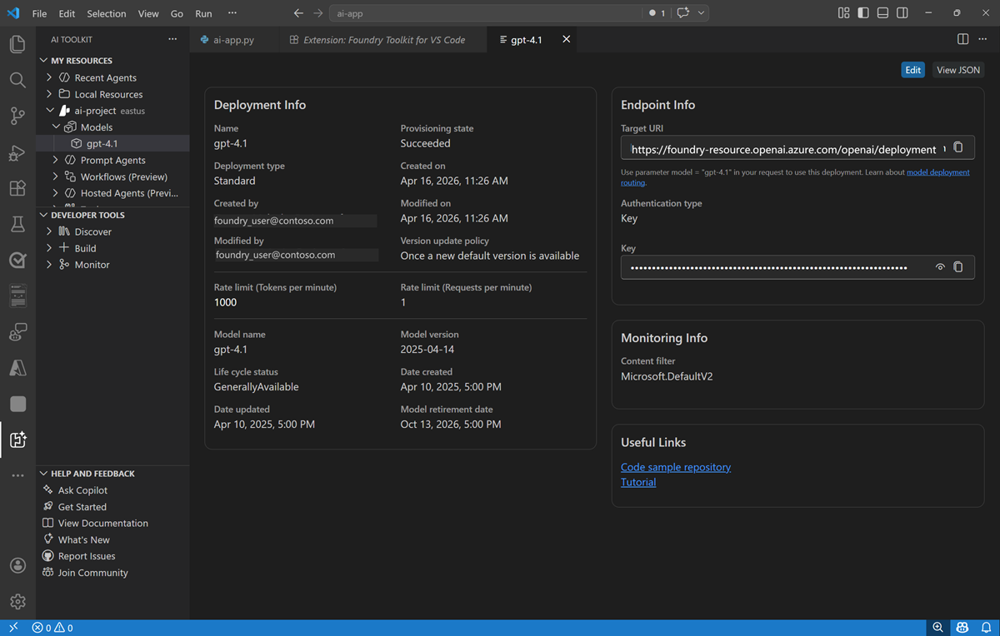 File Edit Selection View Go Run ···
ai-app
1
AI TOOLKIT
ai-app.py
Extension: Foundry Toolkit for VS Code
gpt-4.1
MY RESOURCES
Recent Agents
Local Resources
ai-project eastus
Models
gpt-4.1
Prompt Agents
Workflows (Preview)
Hosted Agents (Previ...
DEVELOPER TOOLS
Discover
Build
Monitor
HELP AND FEEDBACK
Ask Copilot
Get Started
View Documentation
What's New
Report Issues
Join Community
Edit
View JSON
Deployment Info
Name
gpt-4.1
Provisioning state
Succeeded
Deployment type
Standard
Created on
Apr 16, 2026, 11:26 AM
Created by
foundry_user@contoso.com
Modified on
Apr 16, 2026, 11:26 AM
Modified by
foundry_user@contoso.com
Version update policy
Once a new default version is available
Rate limit (Tokens per minute)
1000
Rate limit (Requests per minute)
1
Model name
gpt-4.1
Model version
2025-04-14
Life cycle status
GenerallyAvailable
Date created
Apr 10, 2025, 5:00 PM
Date updated
Apr 10, 2025, 5:00 PM
Model retirement date
Oct 13, 2026, 5:00 PM
Endpoint Info
Target URI
https://foundry-resource.openai.azure.com/openai/deployment
Use parameter model = "gpt-4.1" in your request to use this deployment. Learn about model deployment
routing.
Authentication type
Key
Key
Monitoring Info
Content filter
Microsoft.DefaultV2
Useful Links
Code sample repository
Tutorial
0 0